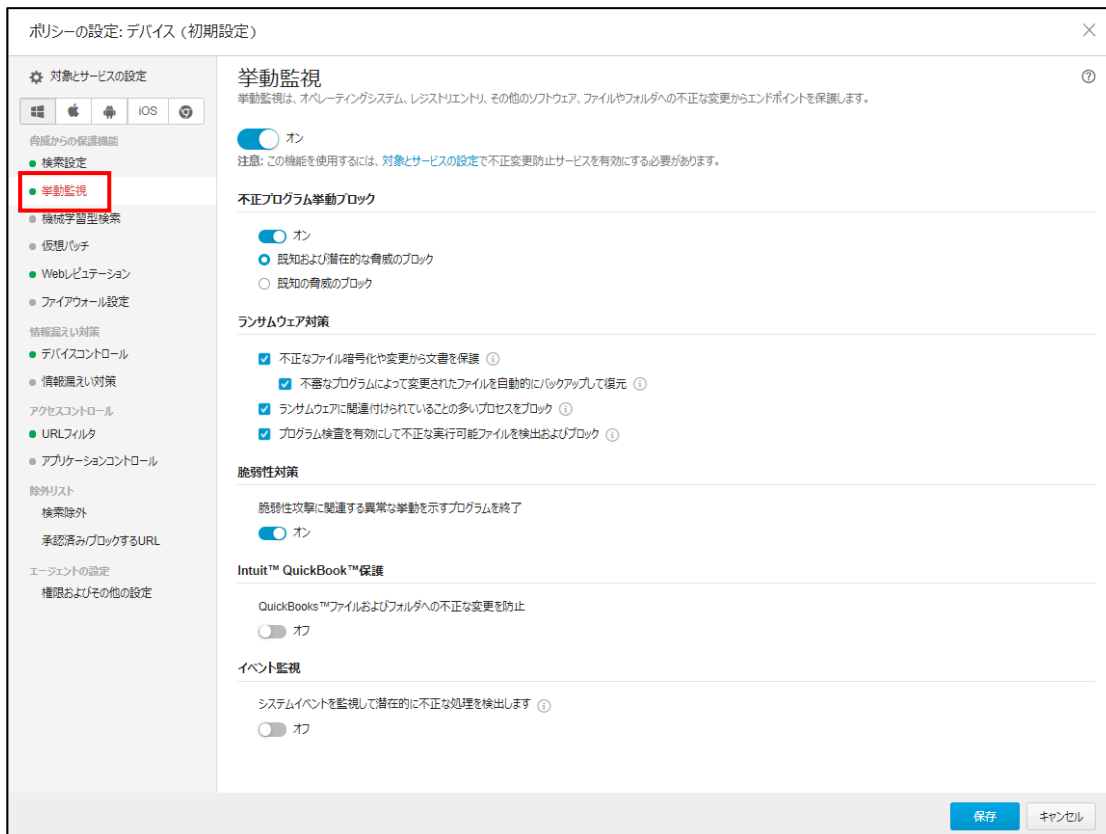 ポリシーの設定: デバイス (初期設定)
対象とサービスの設定
iOS
脅威からの保護機能
検索設定
挙動監視
機械学習型検索
仮想パッチ
Webレピュテーション
ファイアウォール設定
情報漏えい対策
デバイスコントロール
情報漏えい対策
アクセスコントロール
URLフィルタ
アプリケーションコントロール
除外リスト
検索除外
承認済み/ブロックするURL
エージェントの設定
権限およびその他の設定
挙動監視
挙動監視は、オペレーティングシステム、レジストリエントリ、その他のソフトウェア、ファイルやフォルダへの不正な変更からエンドポイントを保護します。
オン
注意: この機能を使用するには、対象とサービスの設定で不正変更防止サービスを有効にする必要があります。
不正プログラム挙動ブロック
オン
既知および潜在的な脅威のブロック
既知の脅威のブロック
ランサムウェア対策
不正なファイル暗号化や変更から文書を保護
不審なプログラムによって変更されたファイルを自動的にバックアップして復元
ランサムウェアに関連付けられていることの多いプロセスをブロック
プログラム検査を有効にして不正な実行可能ファイルを検出およびブロック
脆弱性対策
脆弱性攻撃に関連する異常な挙動を示すプログラムを終了
オン
Intuit™ QuickBook™保護
QuickBooks™ファイルおよびフォルダへの不正な変更を防止
オフ
イベント監視
システムイベントを監視して潜在的に不正な処理を検出します
オフ
保存
キャンセル